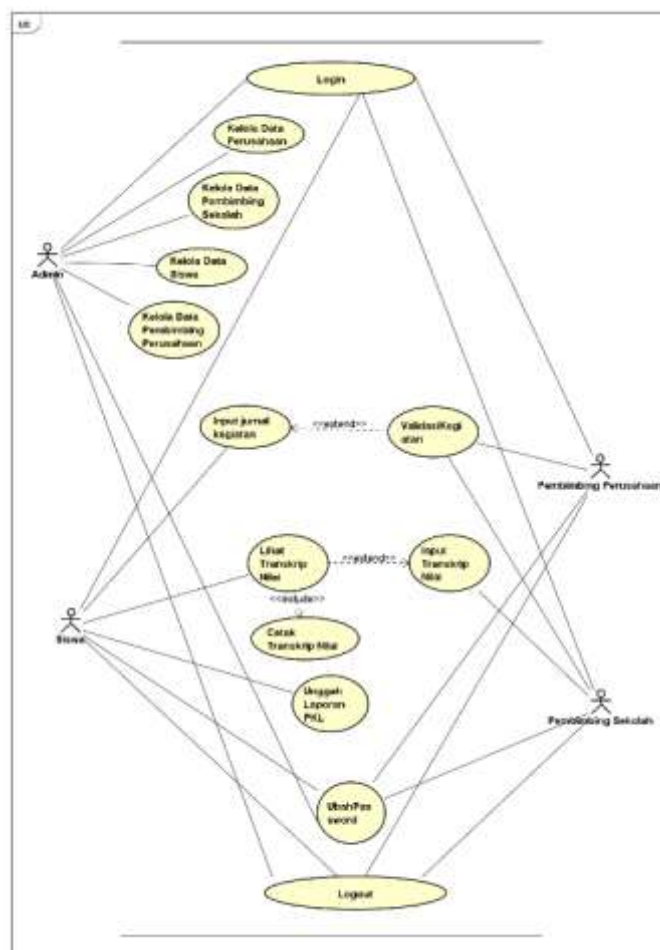 uc
Login
Kelola Data
Perusahaan
Kelola Data
Pembimbing
Sekolah
Admin
Kelola Data
Siswa
Kelola Data
Pembimbing
Perusahaan
Input jurnal
kegiatan
<<extend>>
ValidasiKegi
atan
Pembimbing Perusahaan
Lihat
Transkrip
Nilai
<<extend>>
Input
Transkrip
Nilai
<<include>>
Cetak
Transkrip Nilai
Siswa
Unggah
Laporan
PKL
Pembimbing Sekolah
UbahPas
sword
Logout